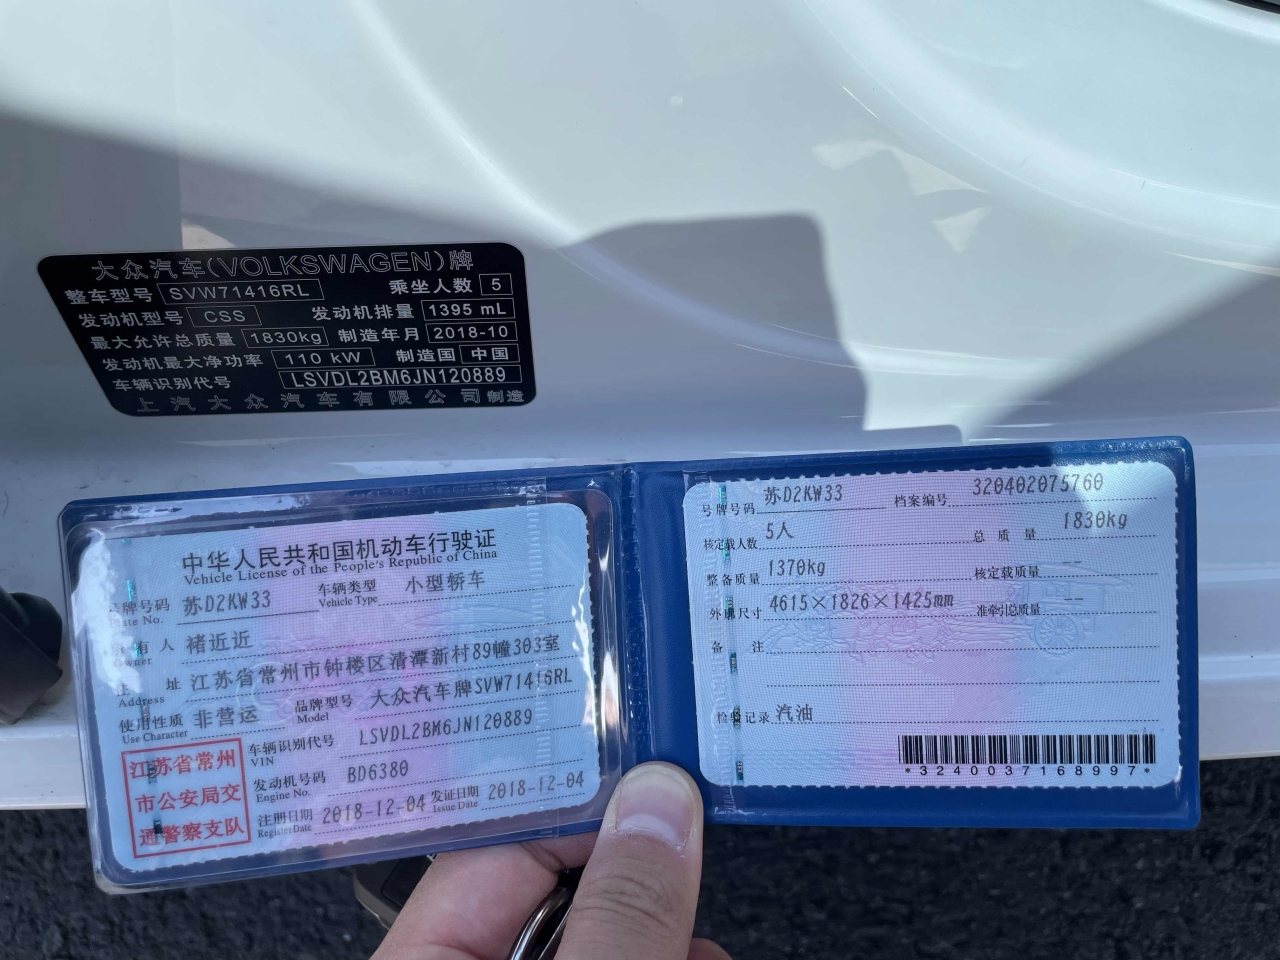 大众汽车(VOLKSWAGEN)牌
整车型号 SVW71416RL 乘坐人数 5
发动机型号 CSS 发动机排量 1395 mL
最大允许总质量 1830kg 制造年月 2018-10
发动机最大净功率 110 kW 制造国 中国
车辆识别代号 LSVDL2BM6JN120889
上汽大众汽车有限公司 制造
中华人民共和国机动车行驶证
Vehicle License of the People's Republic of China
号牌号码 苏D2KW33 车辆类型 小型轿车
Plate No. Vehicle Type
所有人 褚近近
Owner
住址 江苏省常州市钟楼区清潭新村89幢303室
Address
使用性质 非营运 品牌型号 大众汽车牌SVW71416RL
Use Character Model
车辆识别代号 LSVDL2BM6JN120889
VIN
发动机号码 BD6380
Engine No.
注册日期 2018-12-04 发证日期 2018-12-04
Register Date Issue Date
江苏省常州
市公安局交
通警察支队
号牌号码 苏D2KW33 档案编号 320402075760
核定载人数 5人 总质量 1830kg
整备质量 1370kg 核定载质量 --
外廓尺寸 4615×1826×1425mm 准牵引总质量 --
备注
检验记录 汽油
*3240037168997*